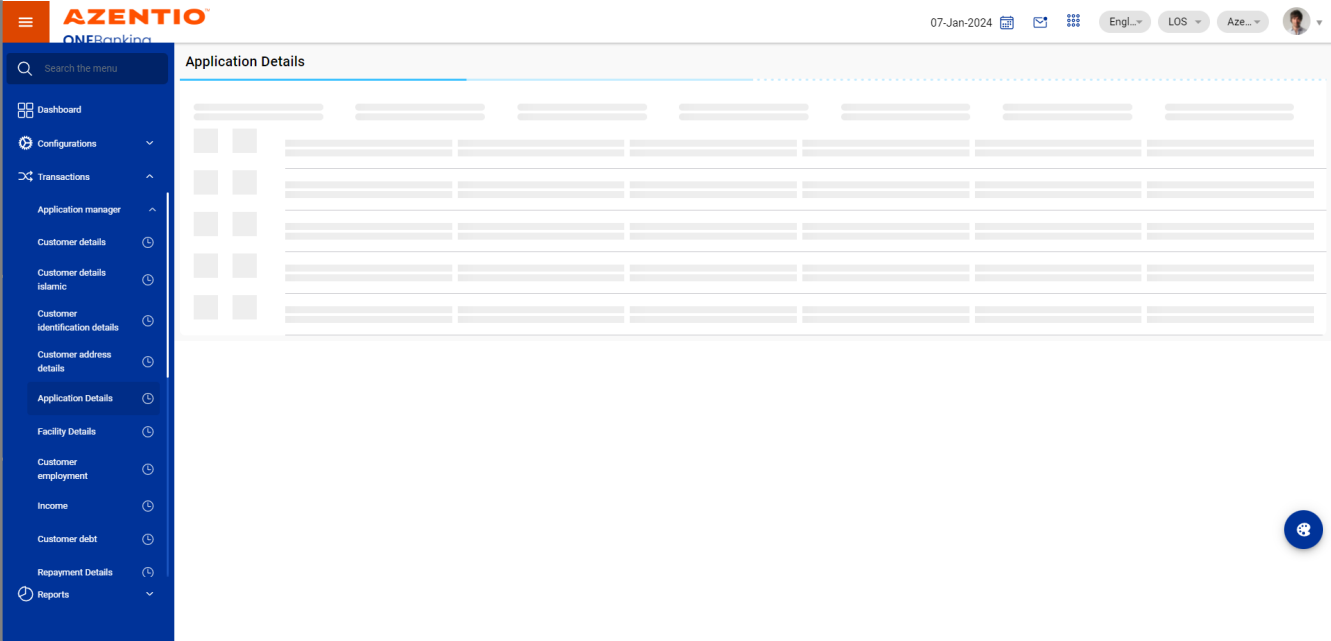 AZENTIO™
ONEBanking
07-Jan-2024
Engl...
LOS
Aze...
Search the menu
Application Details
Dashboard
Configurations
Transactions
Application manager
Customer details
Customer details
islamic
Customer
identification details
Customer address
details
Application Details
Facility Details
Customer
employment
Income
Customer debt
Repayment Details
Reports